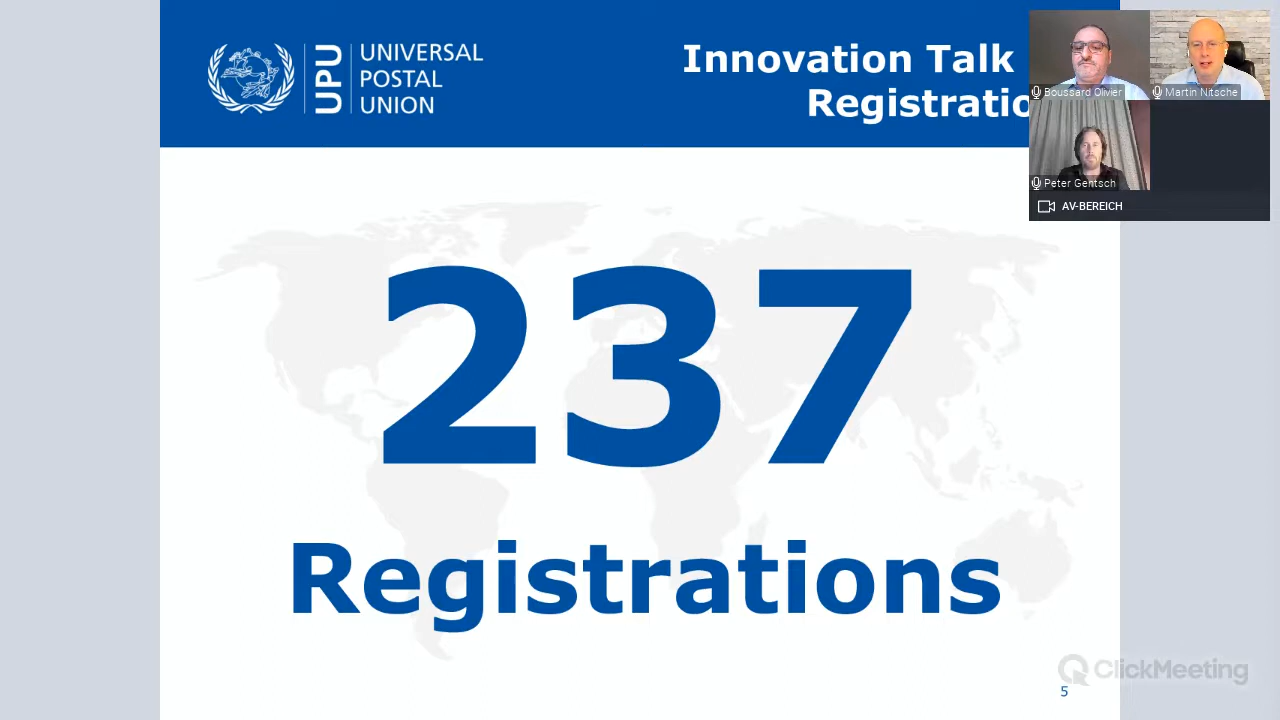 UPU
UNIVERSAL
POSTAL
UNION
Innovation Talk
Registratio
Boussard Olivier
Martin Nitsche
Peter Gentsch
AV-BEREICH
237
Registrations
ClickMeeting
5